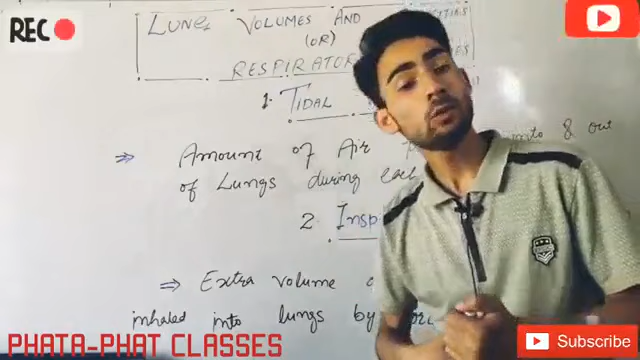 REC
LUNG VOLUMES AND
(OR)
1. TIDAL
⇒ Amount of Air into & out
of Lungs during each
2. Insp
⇒ Extra volume
inhaled into lungs by
PHATA-PHAT CLASSES
Subscribe